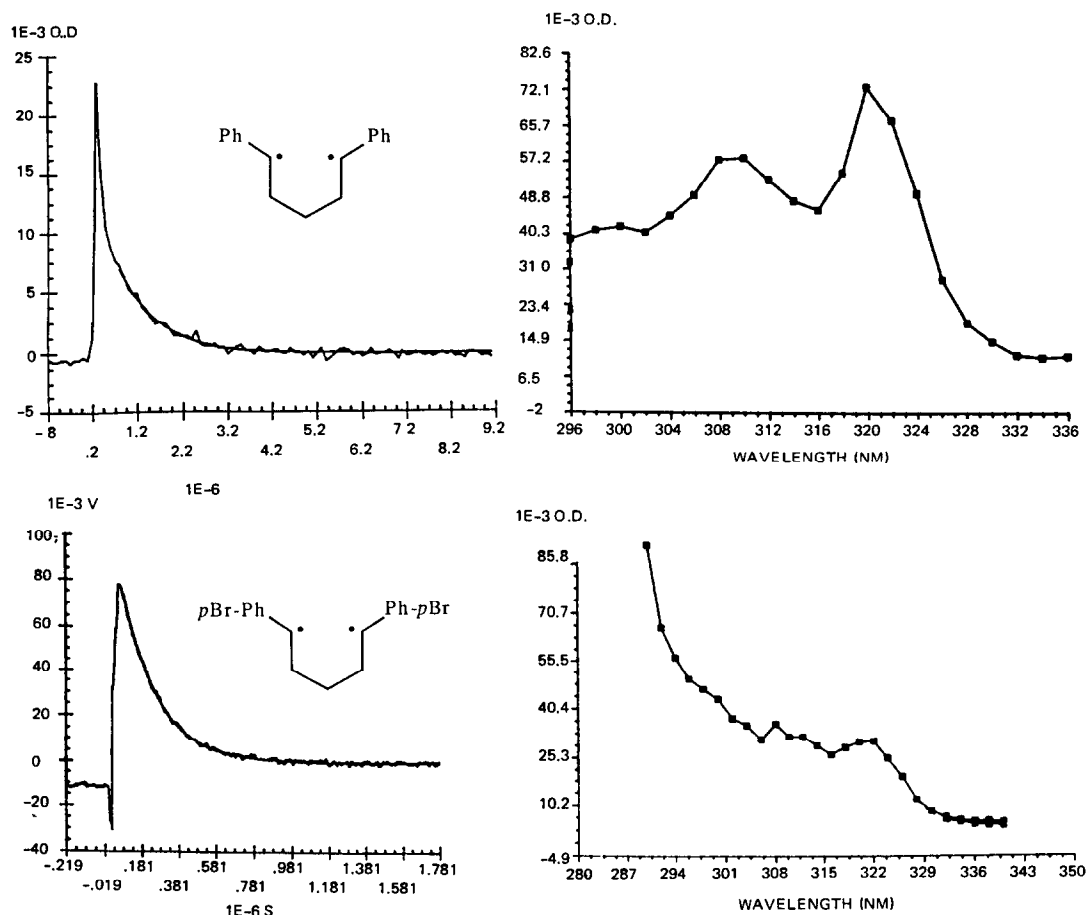 1E-3 O.D
25
20
15
10
5
0
-5
Ph Ph
-8 1.2 3.2 5.2 7 2 9.2
.2 2.2 4.2 6.2 8.2
1E-6
1E-3 O.D.
82.6
72.1
65.7
57.2
48.8
40.3
31.0
23.4
14.9
6.5
-2
296 300 304 308 312 316 320 324 328 332 336
WAVELENGTH (NM)
1E-3 V
100,
80
60
40
20
0
-20
-40
pBr-Ph Ph-pBr
-.219 .181 .581 .981 1.381 1.781
-.019 .381 .781 1.181 1.581
1E-6 S
1E-3 O.D.
85.8
70.7
55.5
40.4
25.3
10.2
-4.9
280 287 294 301 308 315 322 329 336 343 350
WAVELENGTH (NM)